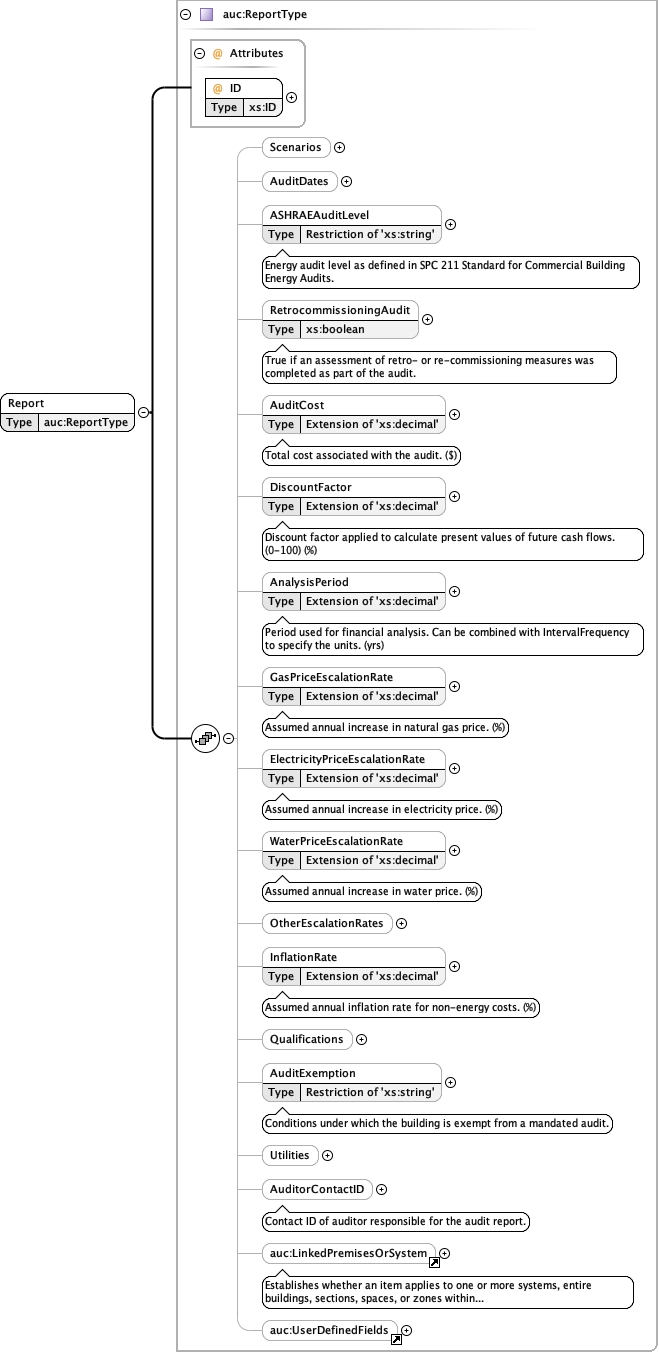 auc:ReportType
@ Attributes
@ ID
Type xs:ID
Scenarios
AuditDates
ASHRAEAuditLevel
Type Restriction of 'xs:string'
Energy audit level as defined in SPC 211 Standard for Commercial Building
Energy Audits.
RetrocommissioningAudit
Type xs:boolean
True if an assessment of retro- or re-commissioning measures was
completed as part of the audit.
Report
Type auc:ReportType
AuditCost
Type Extension of 'xs:decimal'
Total cost associated with the audit. ($)
DiscountFactor
Type Extension of 'xs:decimal'
Discount factor applied to calculate present values of future cash flows.
(0-100) (%)
AnalysisPeriod
Type Extension of 'xs:decimal'
Period used for financial analysis. Can be combined with IntervalFrequency
to specify the units. (yrs)
GasPriceEscalationRate
Type Extension of 'xs:decimal'
Assumed annual increase in natural gas price. (%)
ElectricityPriceEscalationRate
Type Extension of 'xs:decimal'
Assumed annual increase in electricity price. (%)
WaterPriceEscalationRate
Type Extension of 'xs:decimal'
Assumed annual increase in water price. (%)
OtherEscalationRates
InflationRate
Type Extension of 'xs:decimal'
Assumed annual inflation rate for non-energy costs. (%)
Qualifications
AuditExemption
Type Restriction of 'xs:string'
Conditions under which the building is exempt from a mandated audit.
Utilities
AuditorContactID
Contact ID of auditor responsible for the audit report.
auc:LinkedPremisesOrSystem
Establishes whether an item applies to one or more systems, entire
buildings, sections, spaces, or zones within...
auc:UserDefinedFields